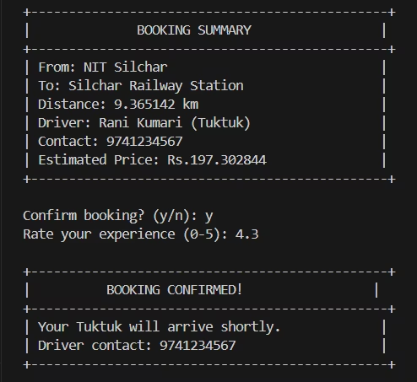 +-----------------------------------------------+
|              BOOKING SUMMARY                  |
+-----------------------------------------------+
| From: NIT Silchar                             |
| To: Silchar Railway Station                   |
| Distance: 9.365142 km                         |
| Driver: Rani Kumari (Tuktuk)                  |
| Contact: 9741234567                           |
| Estimated Price: Rs.197.302844                |
+-----------------------------------------------+
Confirm booking? (y/n): y
Rate your experience (0-5): 4.3
+-----------------------------------------------+
|          BOOKING CONFIRMED!                  |
+-----------------------------------------------+
| Your Tuktuk will arrive shortly.              |
| Driver contact: 9741234567                    |
+-----------------------------------------------+